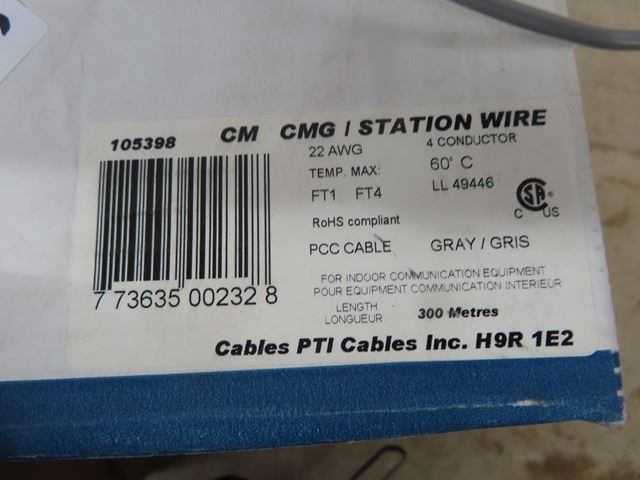 105398 CM CMG / STATION WIRE
22 AWG 4 CONDUCTOR
TEMP. MAX: 60° C
FT1 FT4 LL 49446
CSA ®
C US
RoHS compliant
PCC CABLE GRAY / GRIS
7 73635 00232 8
FOR INDOOR COMMUNICATION EQUIPMENT
POUR EQUIPMENT COMMUNICATION INTERIEUR
LENGTH
LONGUEUR 300 Metres
Cables PTI Cables Inc. H9R 1E2